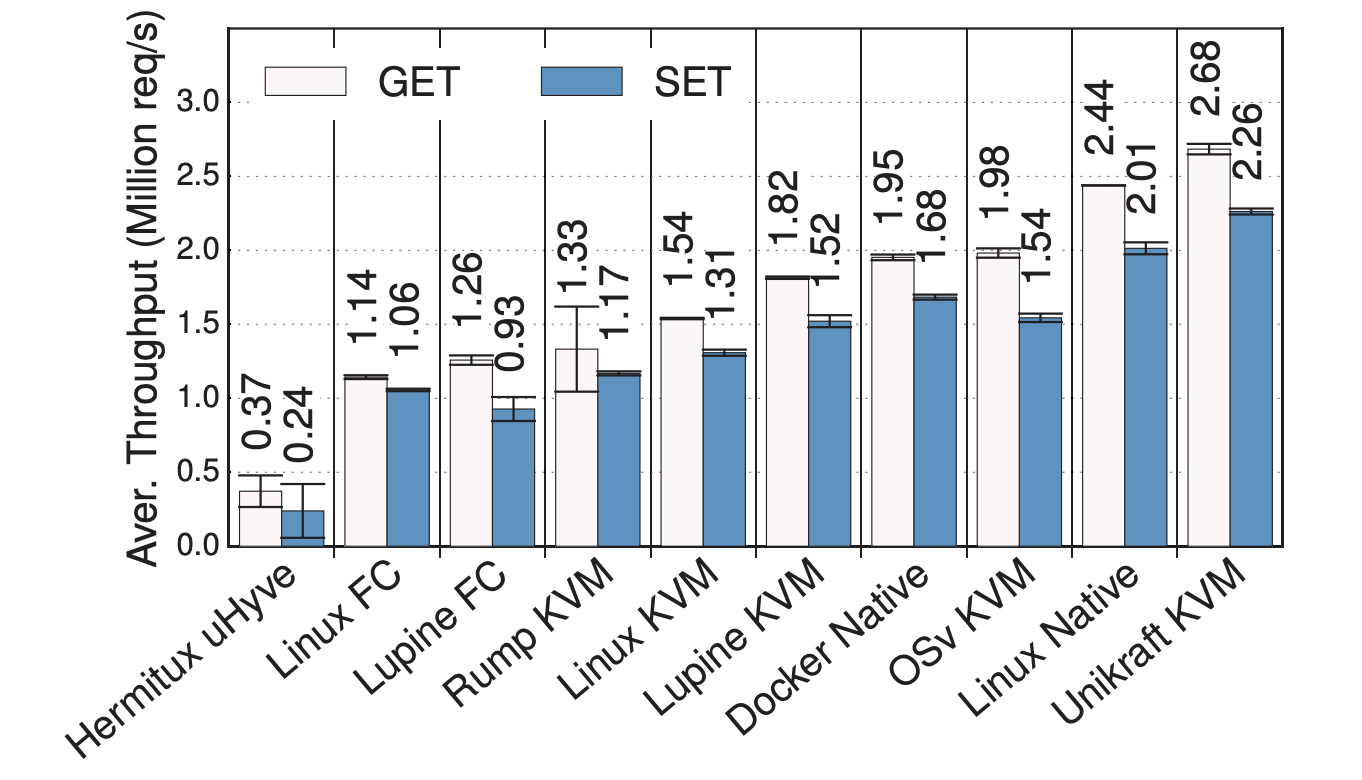 Aver. Throughput (Million req/s)
3.0
2.5
2.0
1.5
1.0
0.5
0.0
GET
SET
0.37
0.24
1.14
1.06
1.26
0.93
1.33
1.17
1.54
1.31
1.82
1.52
1.95
1.68
1.98
1.54
2.44
2.01
2.68
2.26
Hermitux uHyve
Linux FC
Lupine FC
Rump KVM
Linux KVM
Lupine KVM
Docker Native
OSv KVM
Linux Native
Unikraft KVM